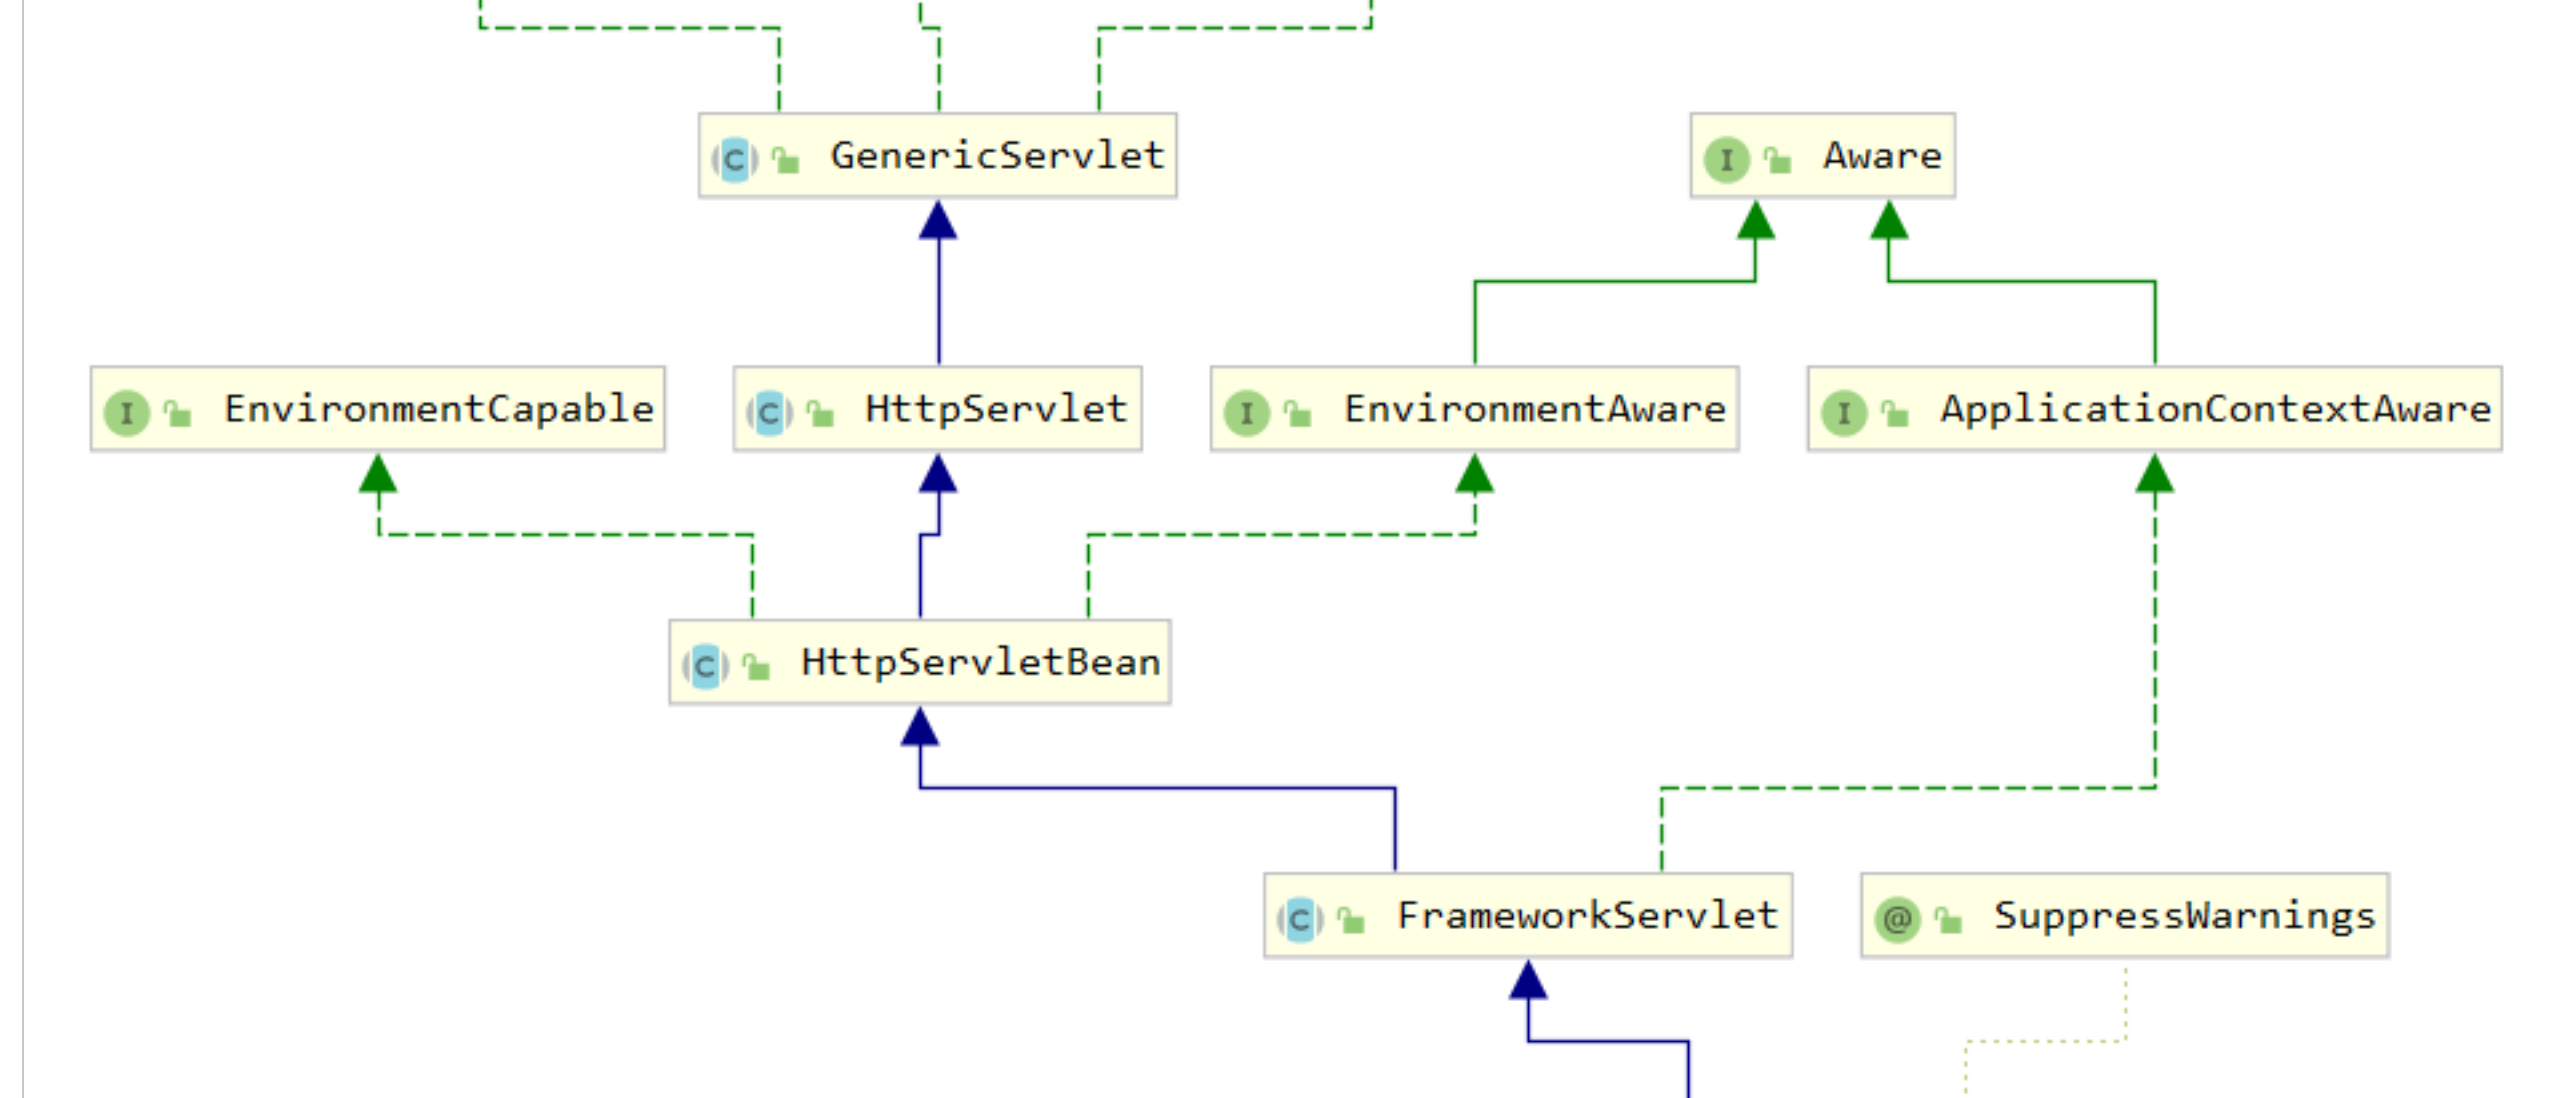 C GenericServlet
I Aware
I EnvironmentCapable
C HttpServlet
I EnvironmentAware
I ApplicationContextAware
C HttpServletBean
C FrameworkServlet
@ SuppressWarnings